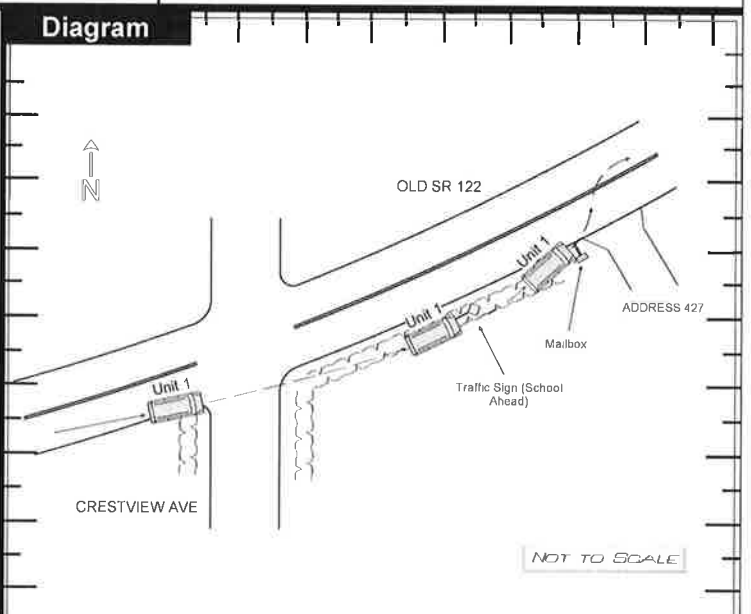 Diagram
N
OLD SR 122
Unit 1
ADDRESS 427
Unit 1
Mailbox
Traffic Sign (School
Ahead)
Unit 1
CRESTVIEW AVE
NOT TO SCALE